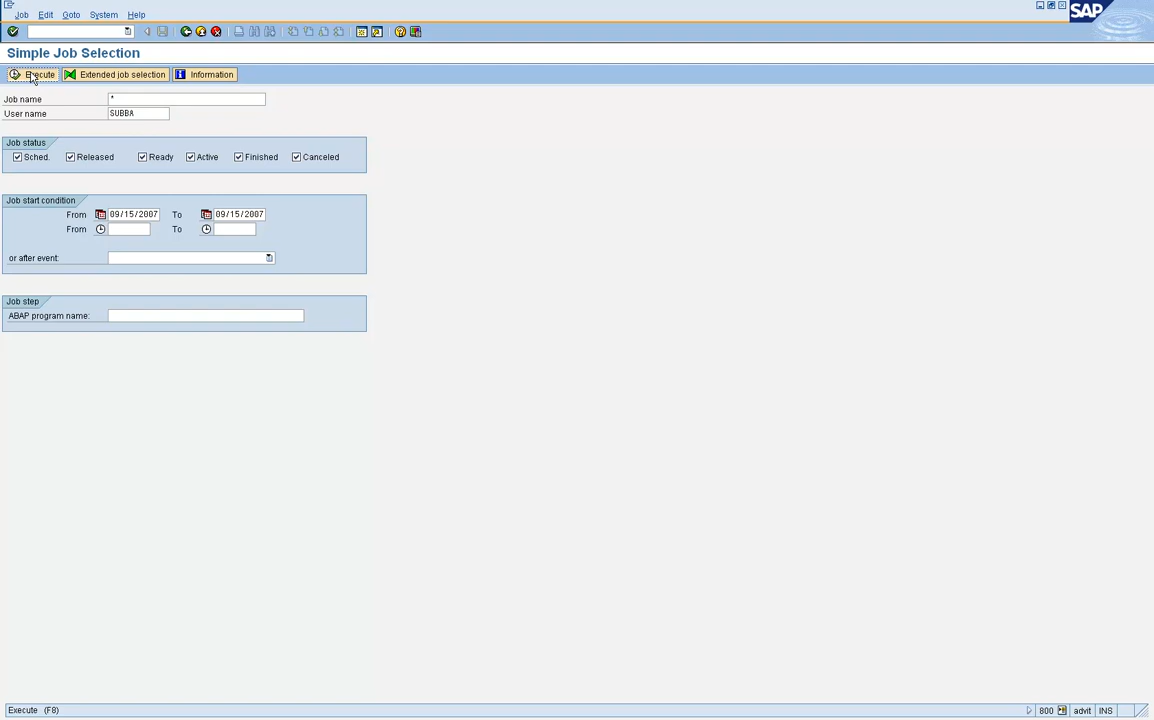 Job Edit Goto System Help
SAP
Simple Job Selection
Execute Extended job selection Information
Job name *
User name SUBBA
Job status
Sched. Released Ready Active Finished Canceled
Job start condition
From 09/15/2007 To 09/15/2007
From To
or after event:
Job step
ABAP program name:
Execute (F8) 800 advit INS